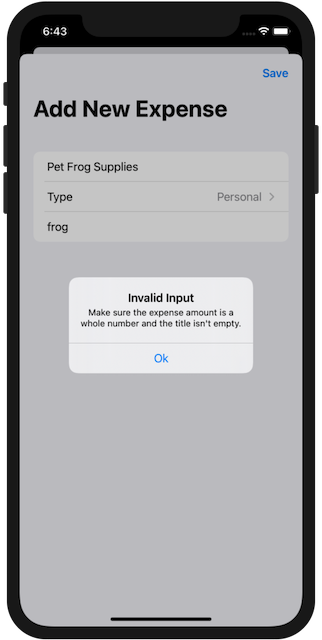 6:43
Save
Add New Expense
Pet Frog Supplies
Type Personal
frog
Invalid Input
Make sure the expense amount is a
whole number and the title isn't empty.
Ok